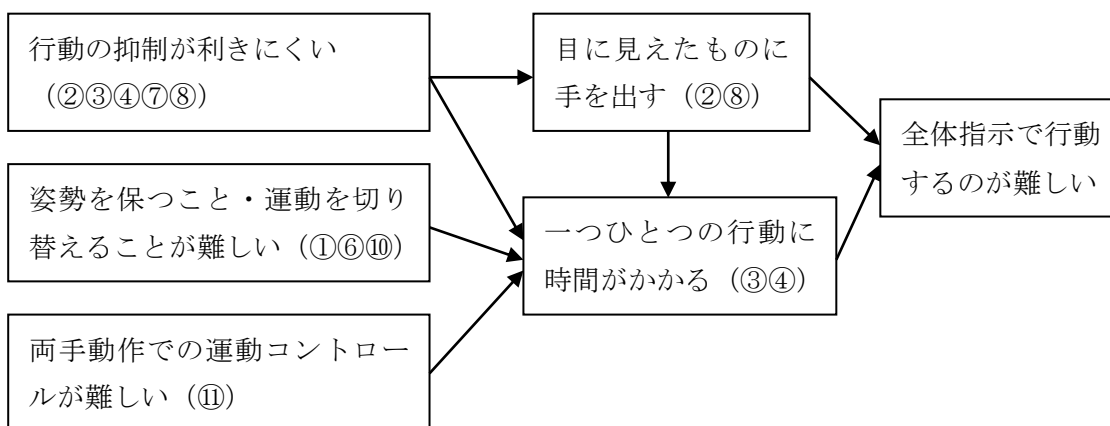 行動の抑制が利きにくい
（②③④⑦⑧）
姿勢を保つこと・運動を切り
替えることが難しい（①⑥⑩）
両手動作での運動コントロー
ルが難しい（⑪）
目に見えたものに
手を出す（②⑧）
一つひとつの行動に
時間がかかる（③④）
全体指示で行動
するのが難しい